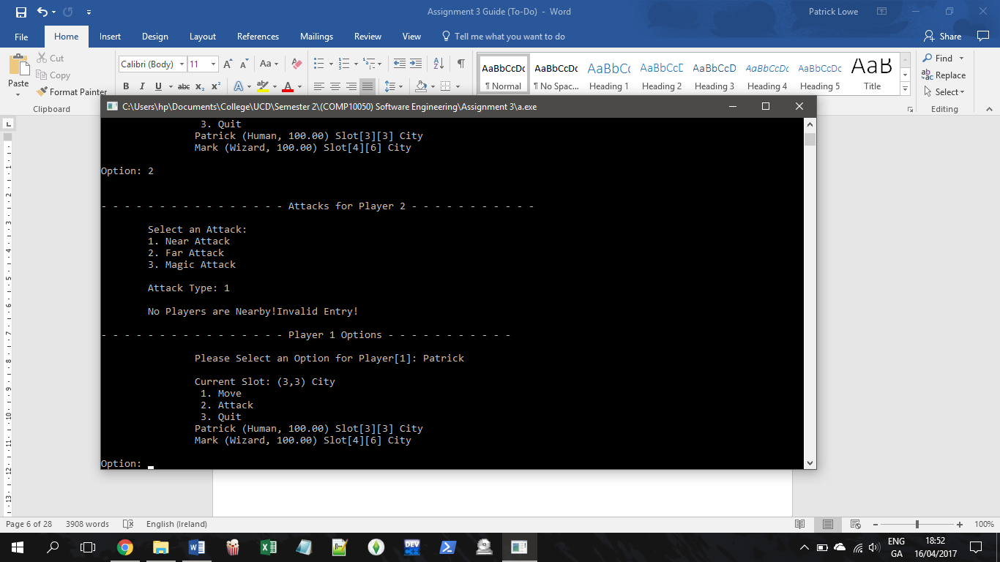 Assignment 3 Guide (To-Do) - Word
Patrick Lowe
File Home Insert Design Layout References Mailings Review View Tell me what you want to do Share
Cut
Copy
Format Painter
Paste
Clipboard
Calibri (Body) 11
AaBbCcDc AaBbCcDc AaBbC AaBbCcD AaBbCcD AaBbCcDc AaBbCcDc AaB
¶ Normal ¶ No Spac... Heading 1 Heading 2 Heading 3 Heading 4 Heading 5 Title
Find
Replace
Select
Editing
C:\Users\hp\Documents\College\UCD\Semester 2\(COMP10050) Software Engineering\Assignment 3\a.exe
3. Quit
Patrick (Human, 100.00) Slot[3][3] City
Mark (Wizard, 100.00) Slot[4][6] City
Option: 2
- - - - - - - - - - - - - - - - Attacks for Player 2 - - - - - - - - - - -
Select an Attack:
1. Near Attack
2. Far Attack
3. Magic Attack
Attack Type: 1
No Players are Nearby!Invalid Entry!
- - - - - - - - - - - - - - - - Player 1 Options - - - - - - - - - - -
Please Select an Option for Player[1]: Patrick
Current Slot: (3,3) City
1. Move
2. Attack
3. Quit
Patrick (Human, 100.00) Slot[3][3] City
Mark (Wizard, 100.00) Slot[4][6] City
Option:
Page 6 of 28 3908 words English (Ireland) 100%
ENG 18:52
GA 16/04/2017